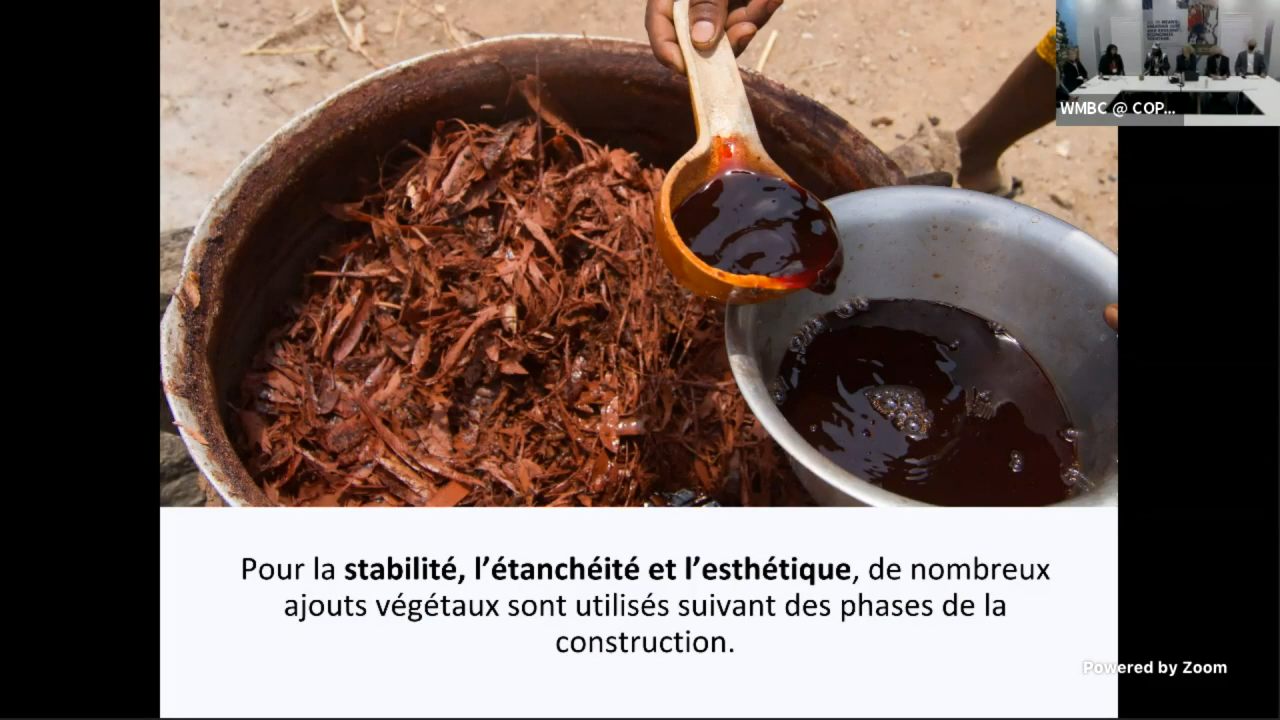 WMBC @ COP...
Pour la stabilité, l’étanchéité et l’esthétique, de nombreux
ajouts végétaux sont utilisés suivant des phases de la
construction.
Powered by Zoom